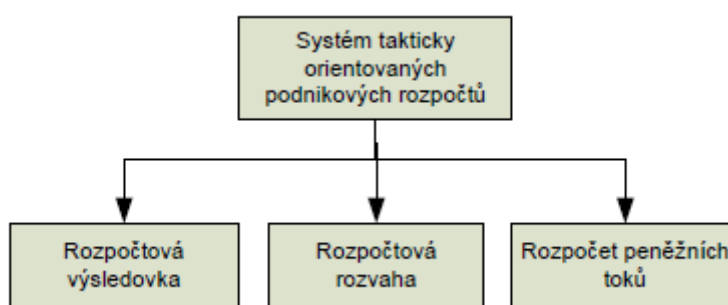 Systém takticky
orientovaných
podnikových rozpočtů
Rozpočtová
výsledovka
Rozpočtová
rozvaha
Rozpočet peněžních
toků